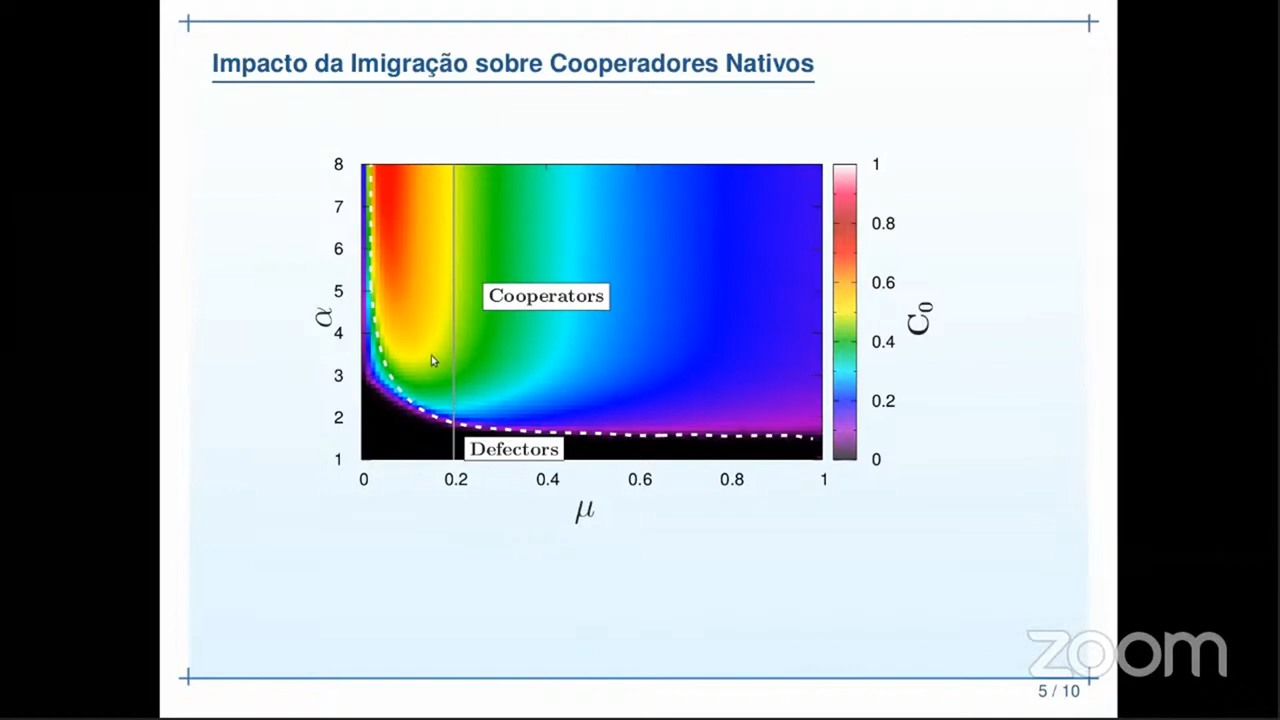 Impacto da Imigração sobre Cooperadores Nativos
8
7
6
5
4
3
2
1
α
Cooperators
Defectors
0 0.2 0.4 0.6 0.8 1
μ
1
0.8
0.6
0.4
0.2
0
C₀
zoom
5 / 10